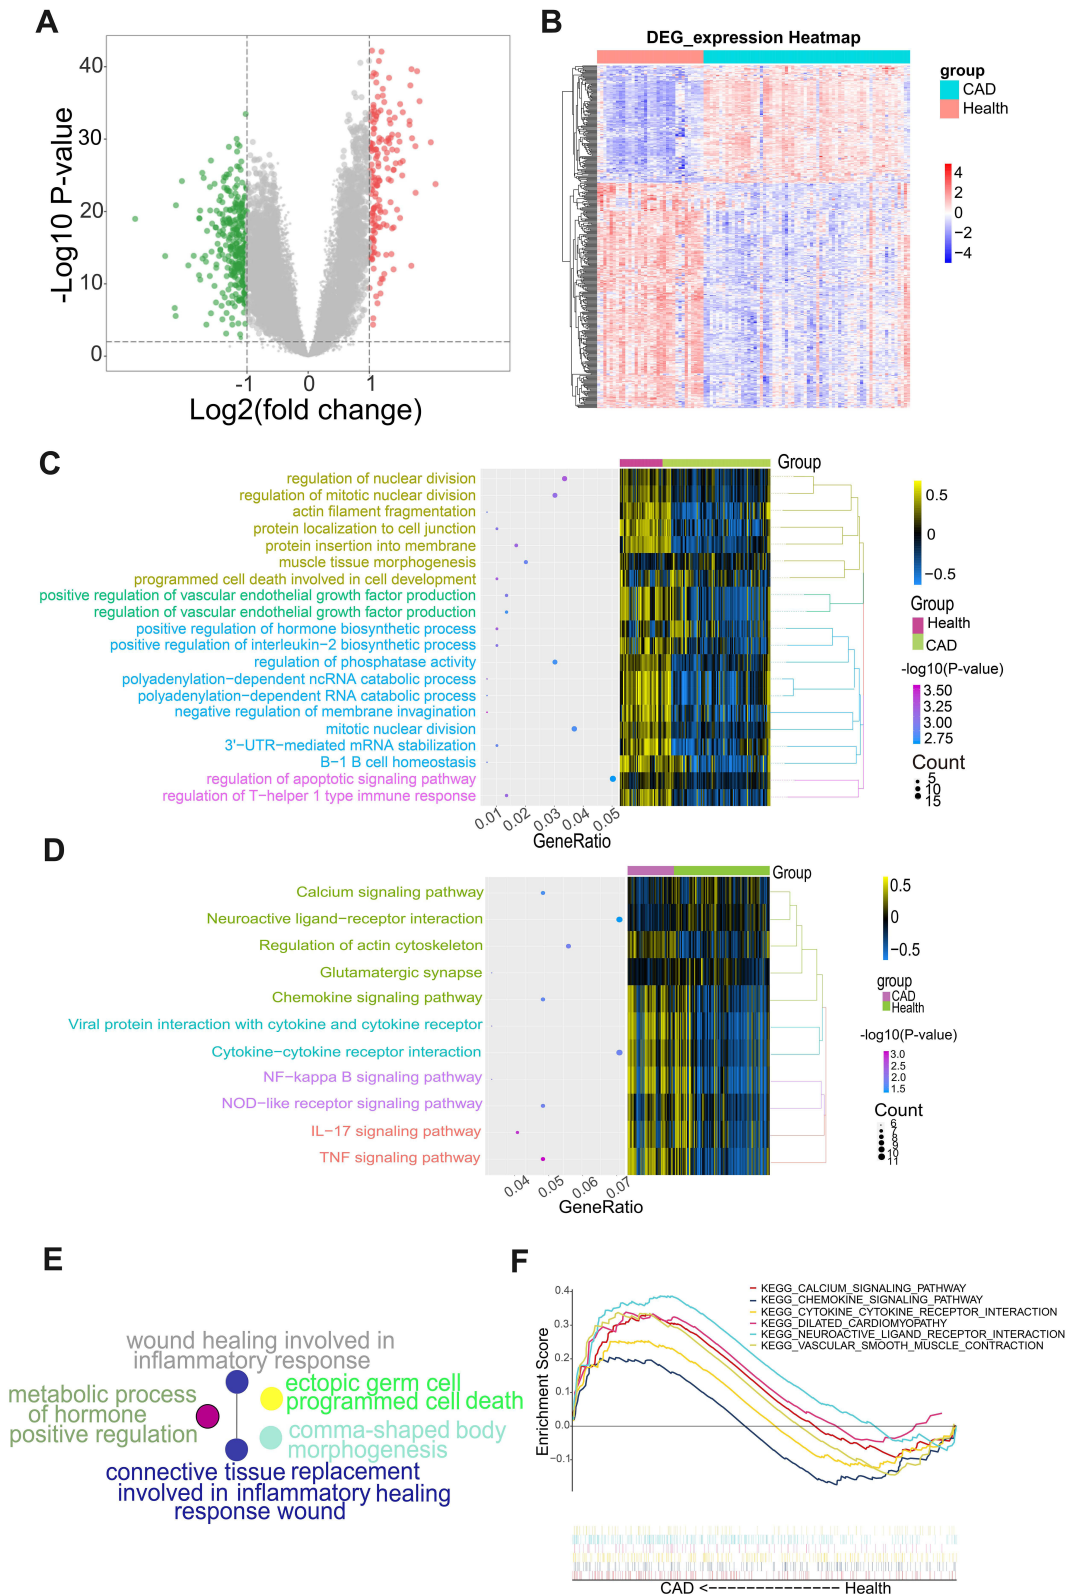 A
-Log10 P-value
40
30
20
10
0
-1
0
1
Log2(fold change)
B
DEG_expression Heatmap
group
CAD
Health
4
2
0
−2
−4
C
regulation of nuclear division
regulation of mitotic nuclear division
actin filament fragmentation
protein localization to cell junction
protein insertion into membrane
muscle tissue morphogenesis
programmed cell death involved in cell development
positive regulation of vascular endothelial growth factor production
regulation of vascular endothelial growth factor production
positive regulation of hormone biosynthetic process
positive regulation of interleukin−2 biosynthetic process
regulation of phosphatase activity
polyadenylation−dependent ncRNA catabolic process
polyadenylation−dependent RNA catabolic process
negative regulation of membrane invagination
mitotic nuclear division
3'−UTR−mediated mRNA stabilization
B−1 B cell homeostasis
regulation of apoptotic signaling pathway
regulation of T−helper 1 type immune response
0.01
0.02
0.03
0.04
0.05
GeneRatio
Group
0.5
0
−0.5
Group
Health
CAD
-log10(P-value)
3.50
3.25
3.00
2.75
Count
5
10
15
D
Calcium signaling pathway
Neuroactive ligand−receptor interaction
Regulation of actin cytoskeleton
Glutamatergic synapse
Chemokine signaling pathway
Viral protein interaction with cytokine and cytokine receptor
Cytokine−cytokine receptor interaction
NF−kappa B signaling pathway
NOD−like receptor signaling pathway
IL−17 signaling pathway
TNF signaling pathway
0.04
0.05
0.06
0.07
GeneRatio
Group
0.5
0
−0.5
group
CAD
Health
-log10(P-value)
3.0
2.5
2.0
1.5
Count
6
7
8
9
10
11
E
wound healing involved in
inflammatory response
ectopic germ cell
programmed cell death
metabolic process
of hormone
positive regulation
comma-shaped body
morphogenesis
connective tissue replacement
involved in inflammatory healing
response wound
F
Enrichment Score
0.4
0.3
0.2
0.1
0.0
−0.1
KEGG_CALCIUM_SIGNALING_PATHWAY
KEGG_CHEMOKINE_SIGNALING_PATHWAY
KEGG_CYTOKINE_CYTOKINE_RECEPTOR_INTERACTION
KEGG_DILATED_CARDIOMYOPATHY
KEGG_NEUROACTIVE_LIGAND_RECEPTOR_INTERACTION
KEGG_VASCULAR_SMOOTH_MUSCLE_CONTRACTION
CAD <-------------- Health